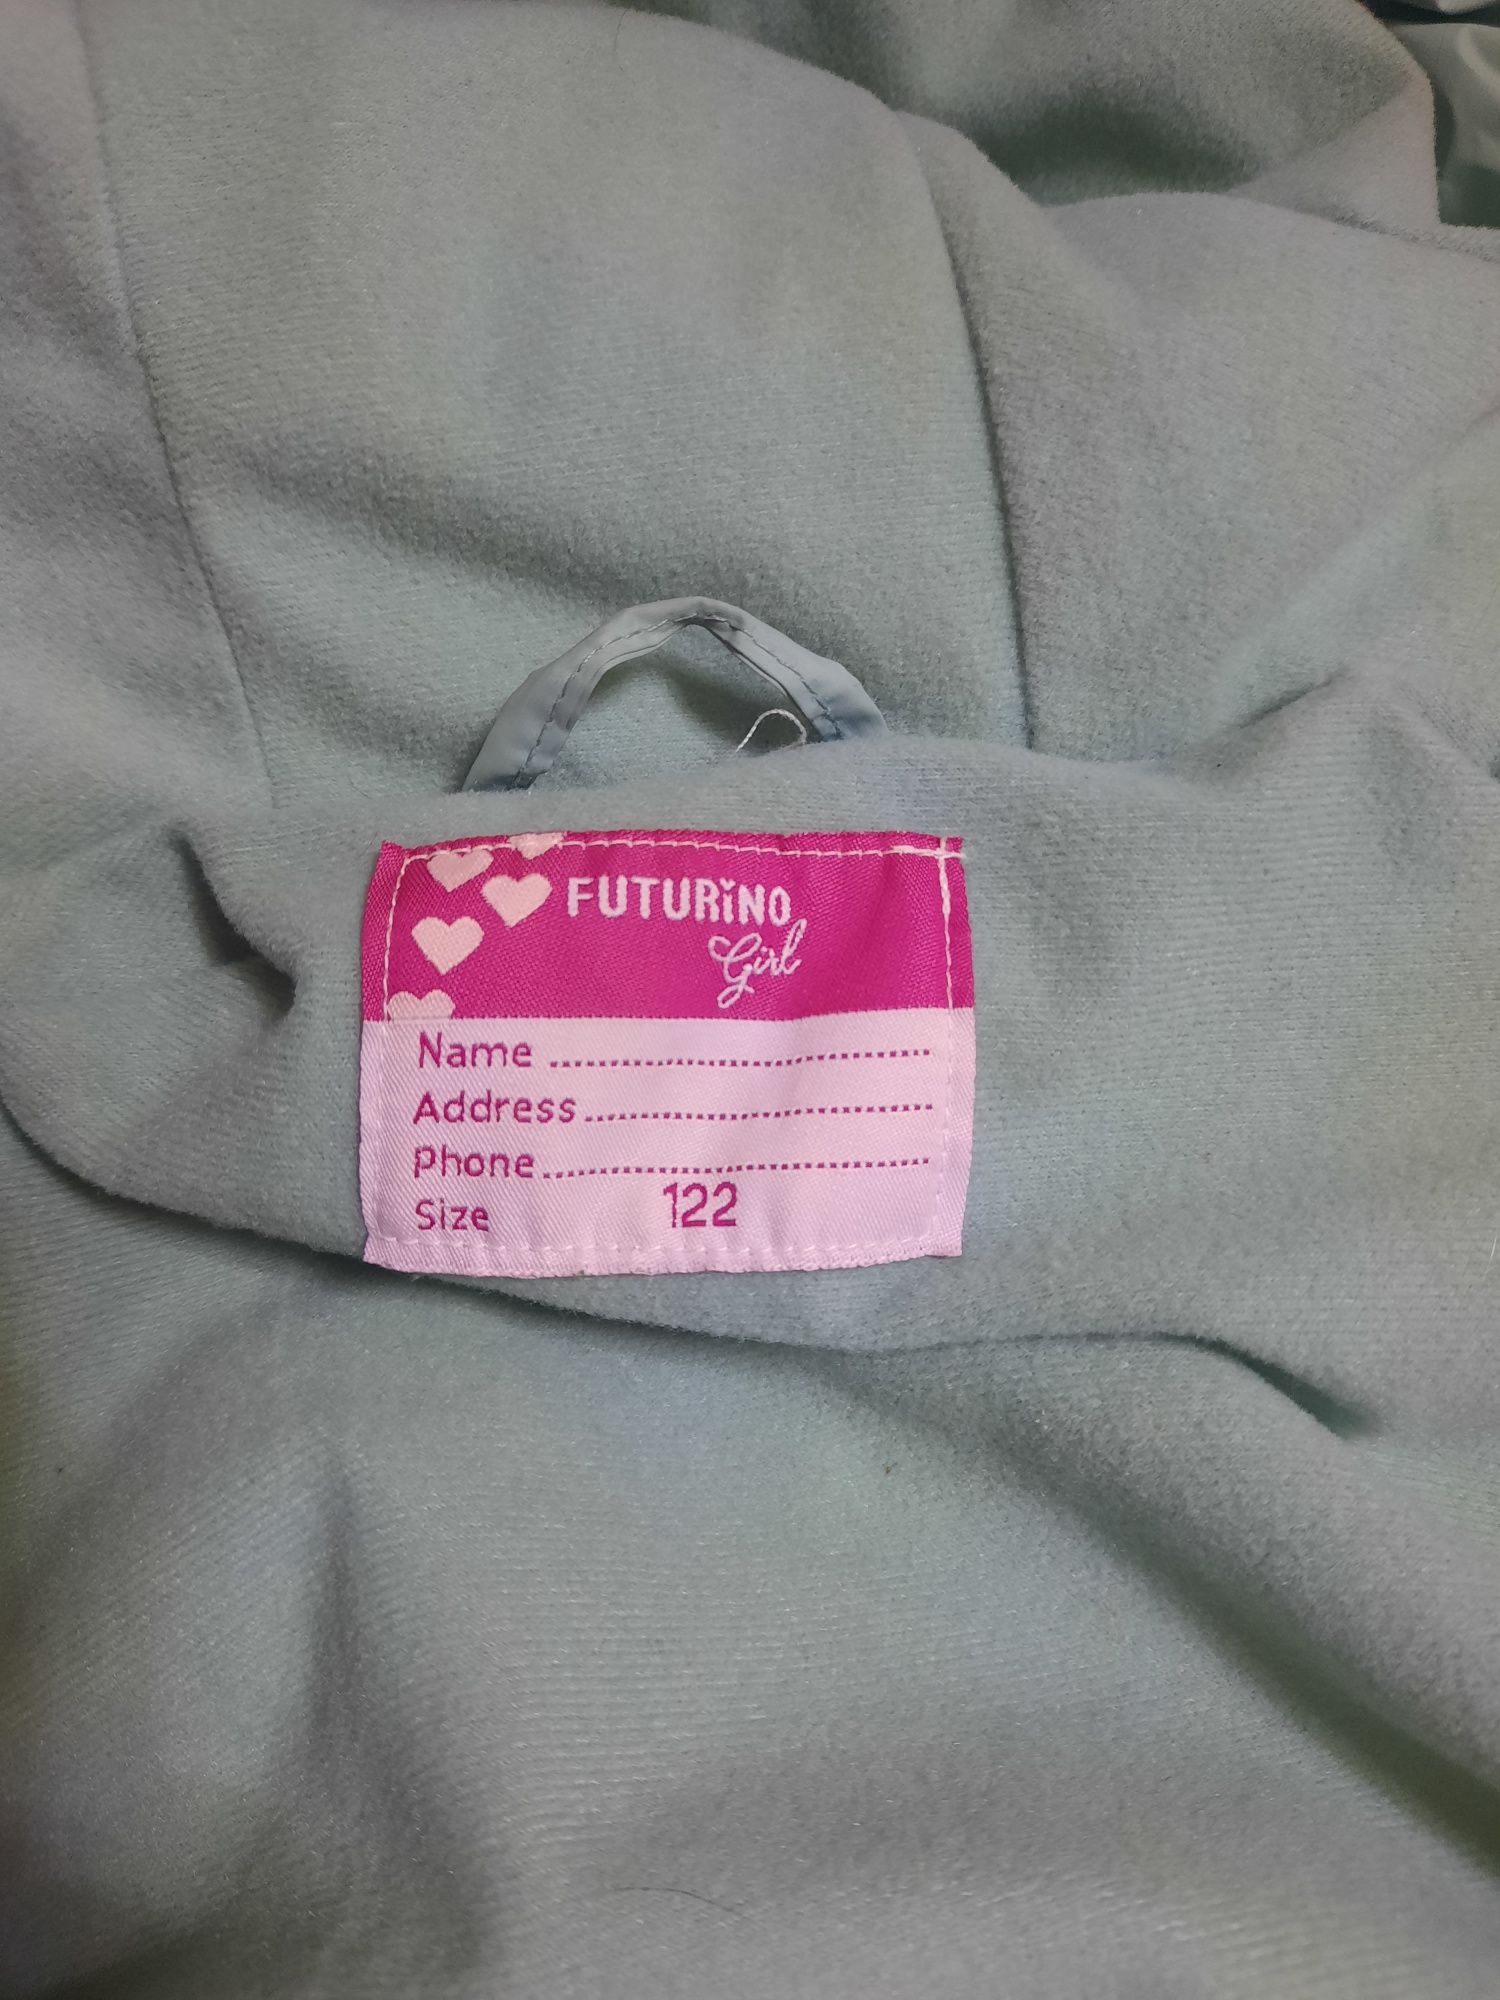 FUTURiNO
Girl
Name ........................................
Address ...................................
Phone .......................................
Size 122